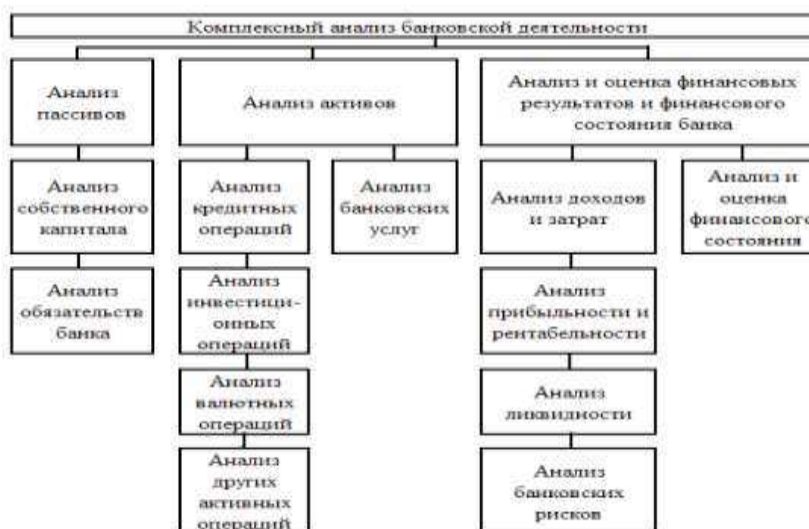 Комплексный анализ банковской деятельности
Анализ
пассивов
Анализ активов
Анализ и оценка финансовых
результатов и финансового
состояния банка
Анализ
собственного
капитала
Анализ
кредитных
операций
Анализ
банковских
услуг
Анализ доходов
и затрат
Анализ и
оценка
финансового
состояния
Анализ
обязательств
банка
Анализ
инвестици-
онных
операций
Анализ
прибыльности и
рентабельности
Анализ
валютных
операций
Анализ
ликвидности
Анализ
других
активных
операций
Анализ
банковских
рисков